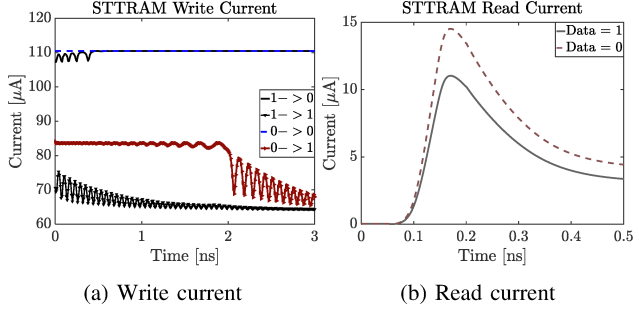 STTRAM Write Current
120
110
100
90
80
70
60
Current [μA]
1− > 0
1− > 1
0− > 0
0− > 1
0 1 2 3
Time [ns]
(a) Write current
STTRAM Read Current
15
10
5
0
Current [μA]
Data = 1
Data = 0
0 0.1 0.2 0.3 0.4 0.5
Time [ns]
(b) Read current